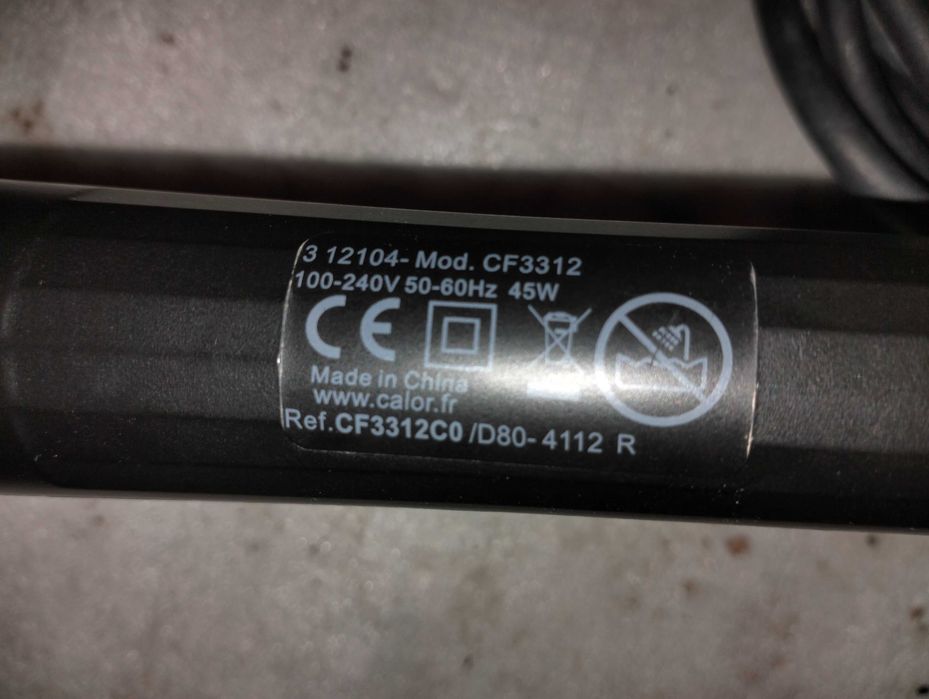 3 12104- Mod. CF3312
100-240V 50-60Hz 45W
CE
Made in China
www.calor.fr
Ref.CF3312C0 /D80- 4112 R